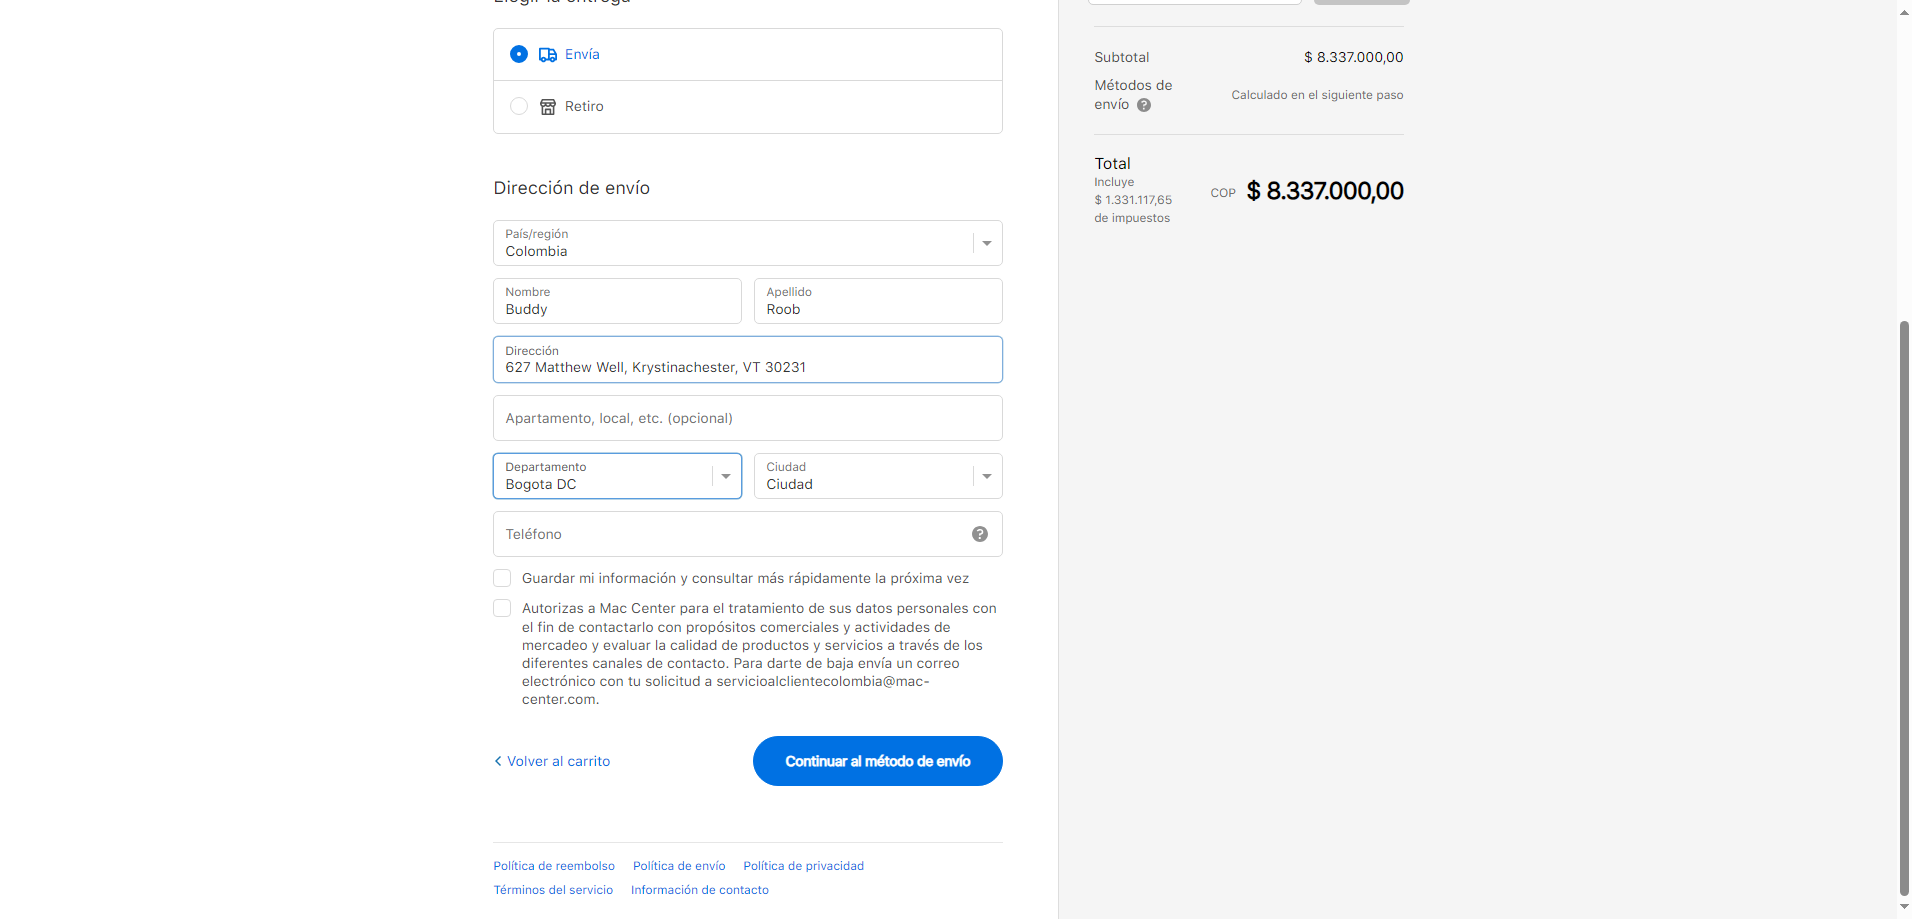 Elegir la entrega
Envía
Retiro
Dirección de envío
País/región
Colombia
Nombre
Buddy
Apellido
Roob
Dirección
627 Matthew Well, Krystinachester, VT 30231
Apartamento, local, etc. (opcional)
Departamento
Bogota DC
Ciudad
Ciudad
Teléfono
Guardar mi información y consultar más rápidamente la próxima vez
Autorizas a Mac Center para el tratamiento de sus datos personales con
el fin de contactarlo con propósitos comerciales y actividades de
mercadeo y evaluar la calidad de productos y servicios a través de los
diferentes canales de contacto. Para darte de baja envía un correo
electrónico con tu solicitud a servicioalclientecolombia@mac-
center.com.
Volver al carrito
Continuar al método de envío
Política de reembolso
Política de envío
Política de privacidad
Términos del servicio
Información de contacto
Subtotal
$ 8.337.000,00
Métodos de
envío
Calculado en el siguiente paso
Total
Incluye
$ 1.331.117,65
de impuestos
COP $ 8.337.000,00